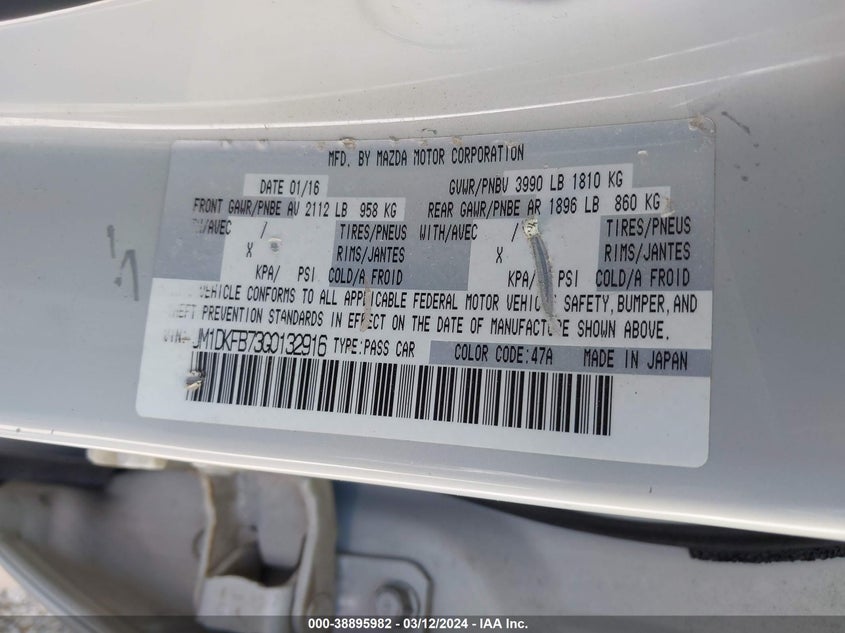 MFD. BY MAZDA MOTOR CORPORATION
DATE 01/16 GVWR/PNBV 3990 LB 1810 KG
FRONT GAWR/PNBE AV 2112 LB 958 KG REAR GAWR/PNBE AR 1896 LB 860 KG
/AVEC / TIRES/PNEUS WITH/AVEC / TIRES/PNEUS
X RIMS/JANTES X RIMS/JANTES
KPA/ PSI COLD/A FROID KPA/ PSI COLD/A FROID
VEHICLE CONFORMS TO ALL APPLICABLE FEDERAL MOTOR VEHICLE SAFETY, BUMPER, AND
THEFT PREVENTION STANDARDS IN EFFECT ON THE DATE OF MANUFACTURE SHOWN ABOVE.
JM1DKFB73G0132916 TYPE:PASS CAR COLOR CODE:47A MADE IN JAPAN
000-38895982 - 03/12/2024 - IAA Inc.